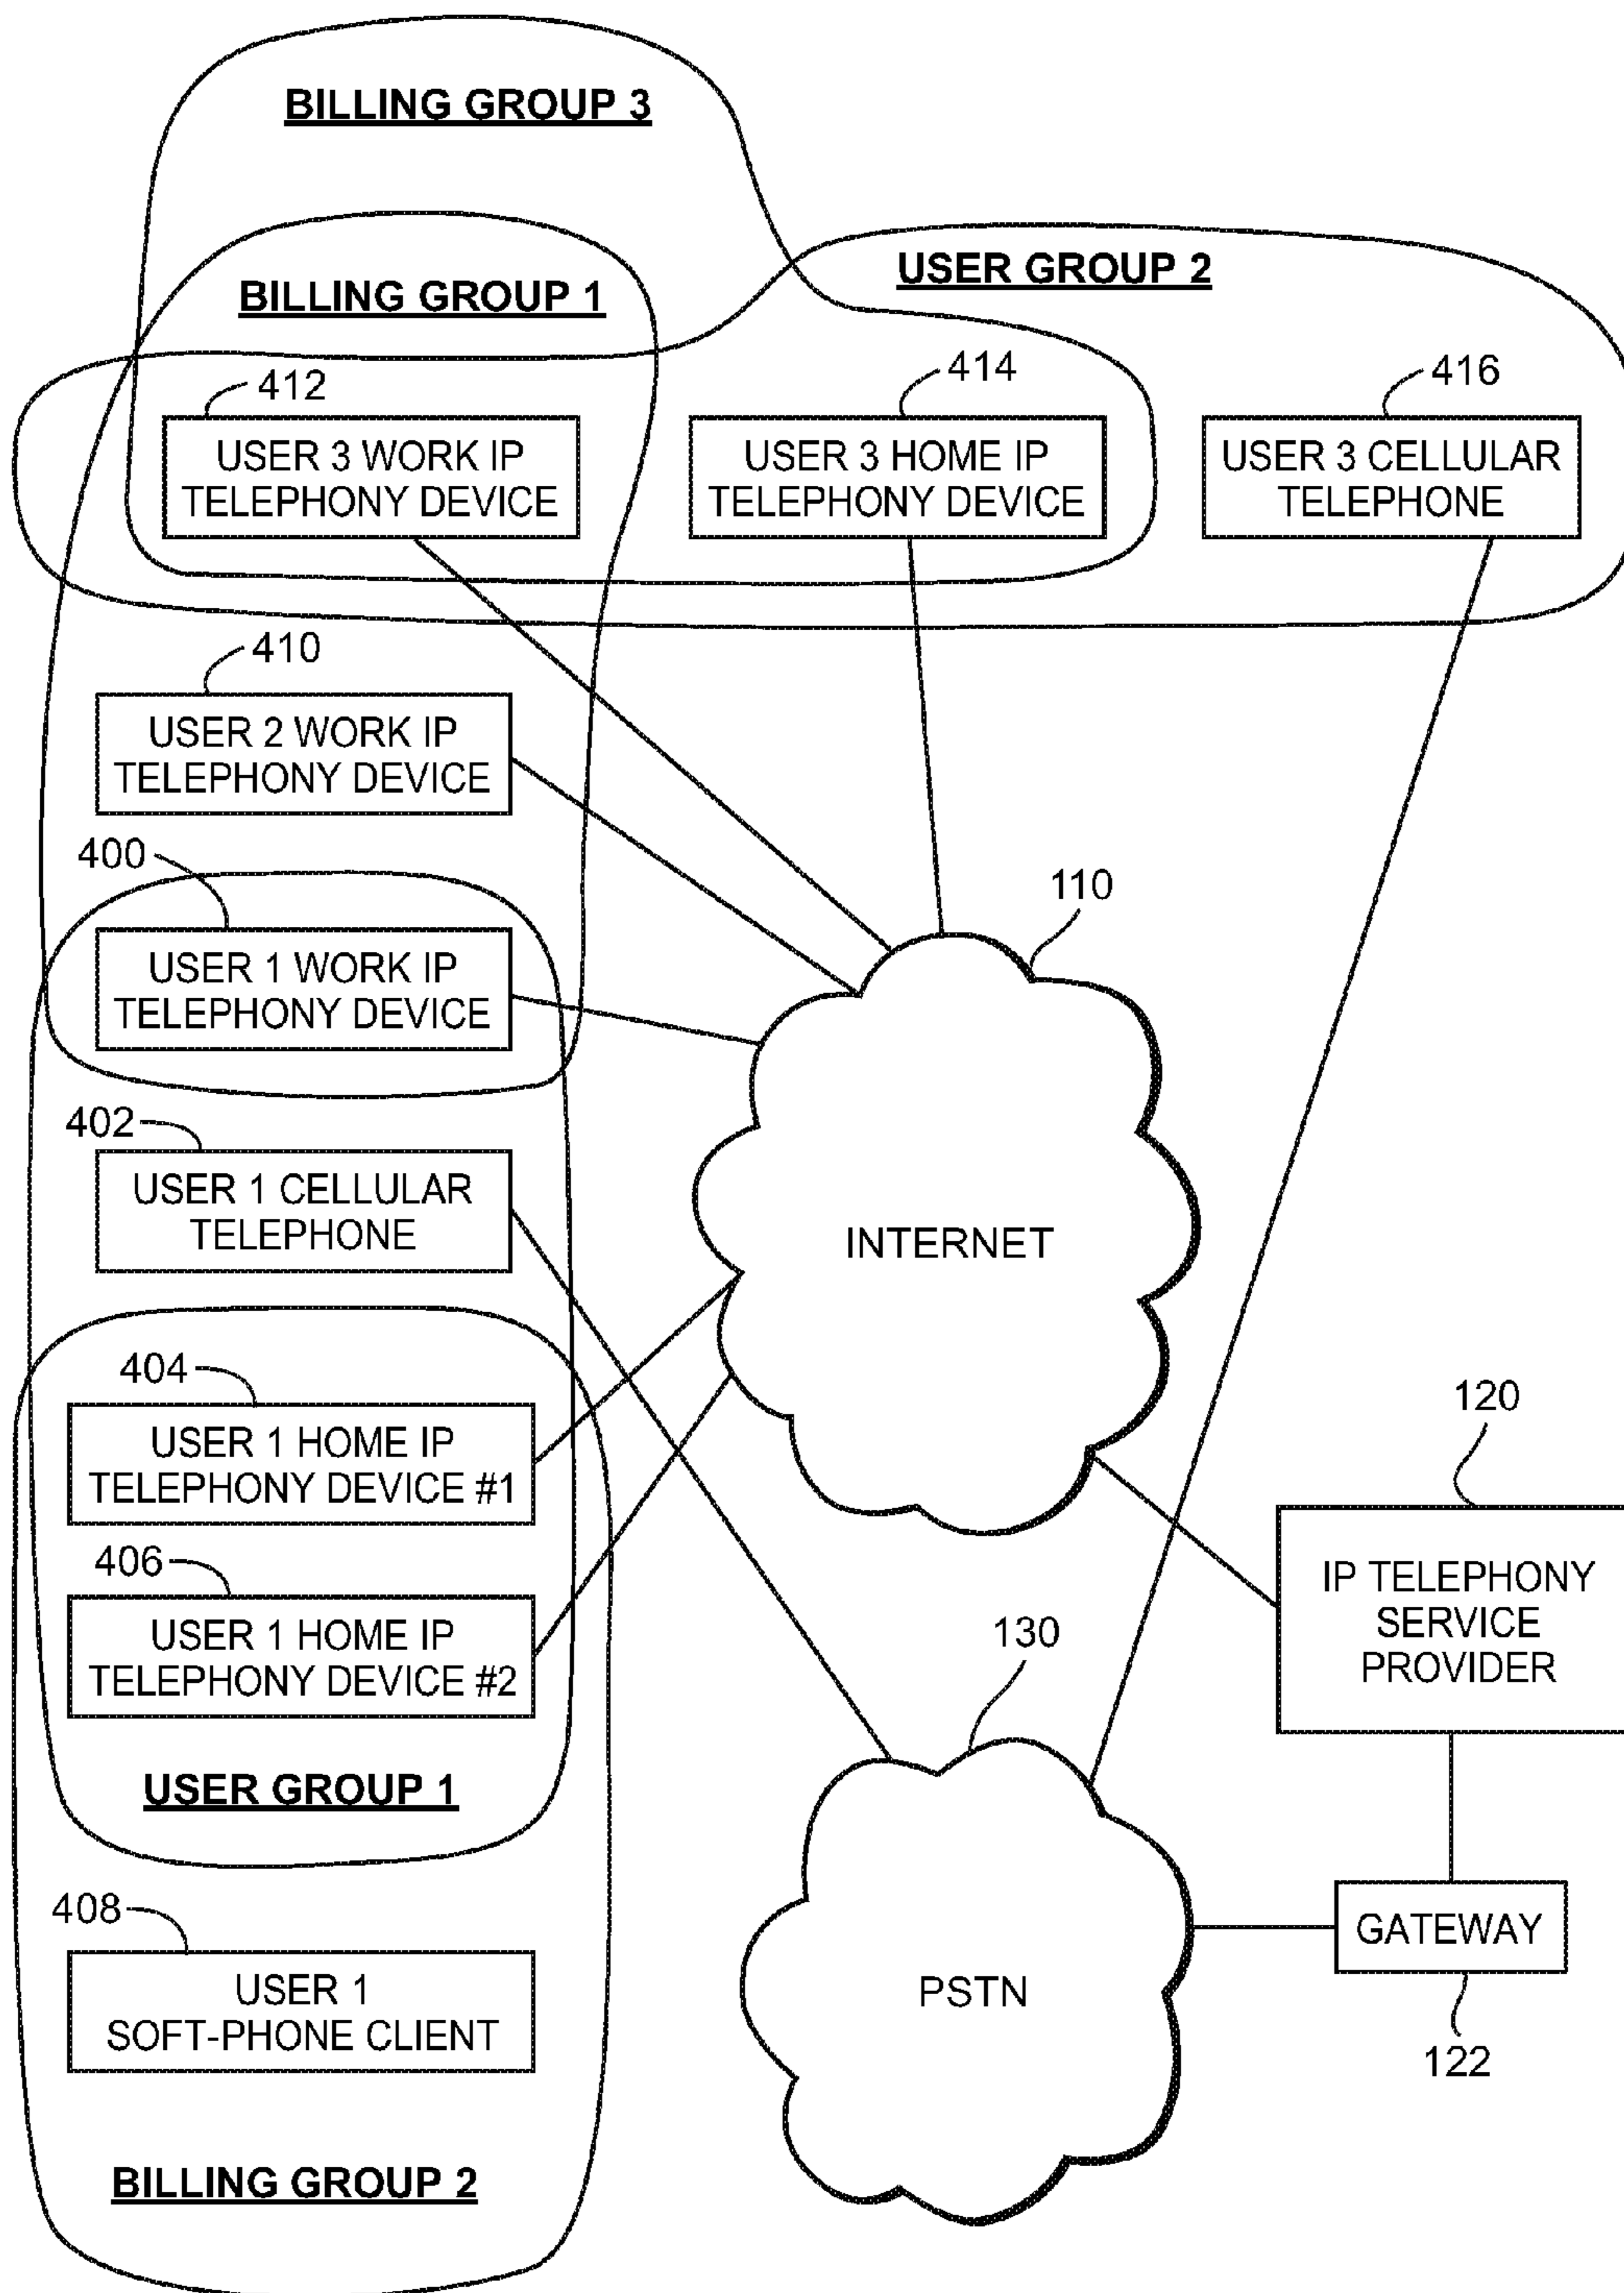 BILLING GROUP 3
BILLING GROUP 1
USER GROUP 2
412
414
416
USER 3 WORK IP
TELEPHONY DEVICE
USER 3 HOME IP
TELEPHONY DEVICE
USER 3 CELLULAR
TELEPHONE
410
USER 2 WORK IP
TELEPHONY DEVICE
400
USER 1 WORK IP
TELEPHONY DEVICE
110
402
USER 1 CELLULAR
TELEPHONE
INTERNET
404
USER 1 HOME IP
TELEPHONY DEVICE #1
120
IP TELEPHONY
SERVICE
PROVIDER
406
USER 1 HOME IP
TELEPHONY DEVICE #2
130
USER GROUP 1
408
USER 1
SOFT-PHONE CLIENT
PSTN
GATEWAY
122
BILLING GROUP 2